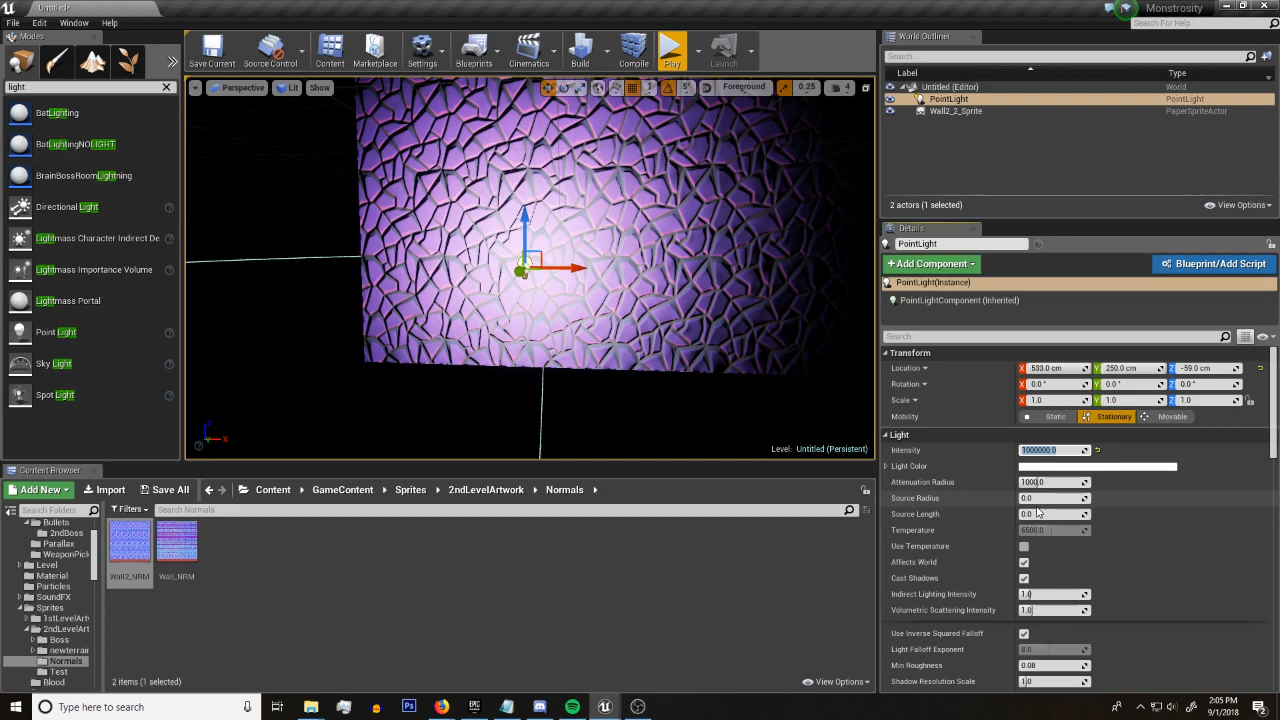 Untitled*
Monstrosity
File Edit Window Help
Search For Help
Modes
light
BatLighting
BatLightingNOLIGHT
BrainBossRoomLightning
Directional Light
Lightmass Character Indirect De
Lightmass Importance Volume
Lightmass Portal
Point Light
Sky Light
Spot Light
Save Current Source Control Content Marketplace Settings Blueprints Cinematics Build Compile Play Launch
Perspective Lit Show 1 5° Foreground 0.25 4
Level: Untitled (Persistent)
World Outliner
Search...
Label Type
Untitled (Editor) World
PointLight PointLight
Wall2_2_Sprite PaperSpriteActor
2 actors (1 selected) View Options
Details
PointLight
+ Add Component Blueprint/Add Script
PointLight(Instance)
PointLightComponent (Inherited)
Search
Transform
Location X 533.0 cm Y 250.0 cm Z -59.0 cm
Rotation X 0.0 ° Y 0.0 ° Z 0.0 °
Scale X 1.0 Y 1.0 Z 1.0
Mobility Static Stationary Movable
Light
Intensity 1000000.0
Light Color
Attenuation Radius 1000.0
Source Radius 0.0
Source Length 0.0
Temperature 6500.0
Use Temperature
Affects World
Cast Shadows
Indirect Lighting Intensity 1.0
Volumetric Scattering Intensity 1.0
Use Inverse Squared Falloff
Light Falloff Exponent 8.0
Min Roughness 0.08
Shadow Resolution Scale 1.0
Content Browser
Add New Import Save All Content GameContent Sprites 2ndLevelArtwork Normals
Search Folders
Filters Search Normals
Bullets
2ndBoss
Parallax
WeaponPick
Level
Material
Particles
SoundFX
Sprites
1stLevelArtv
2ndLevelArtv
Boss
newterrain
Normals
Test
Blood
Wall2_NRM Wall_NRM
2 items (1 selected) View Options
Type here to search
2:05 PM
9/1/2018